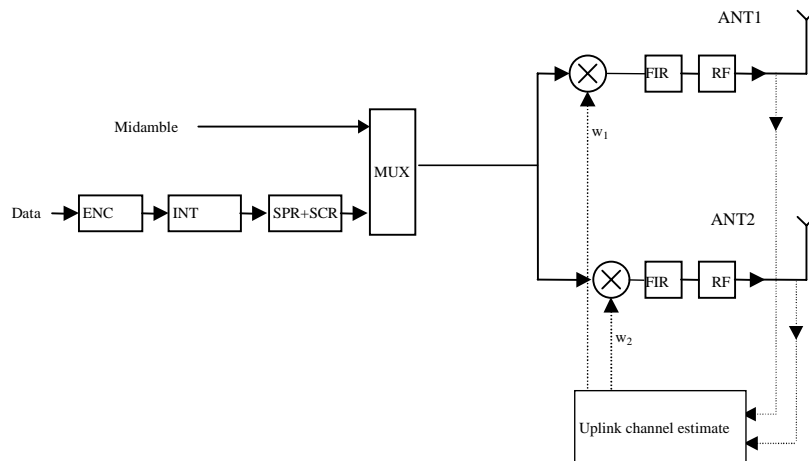 ANT1
FIR
RF
Midamble
w1
MUX
Data
ENC
INT
SPR+SCR
ANT2
FIR
RF
w2
Uplink channel estimate